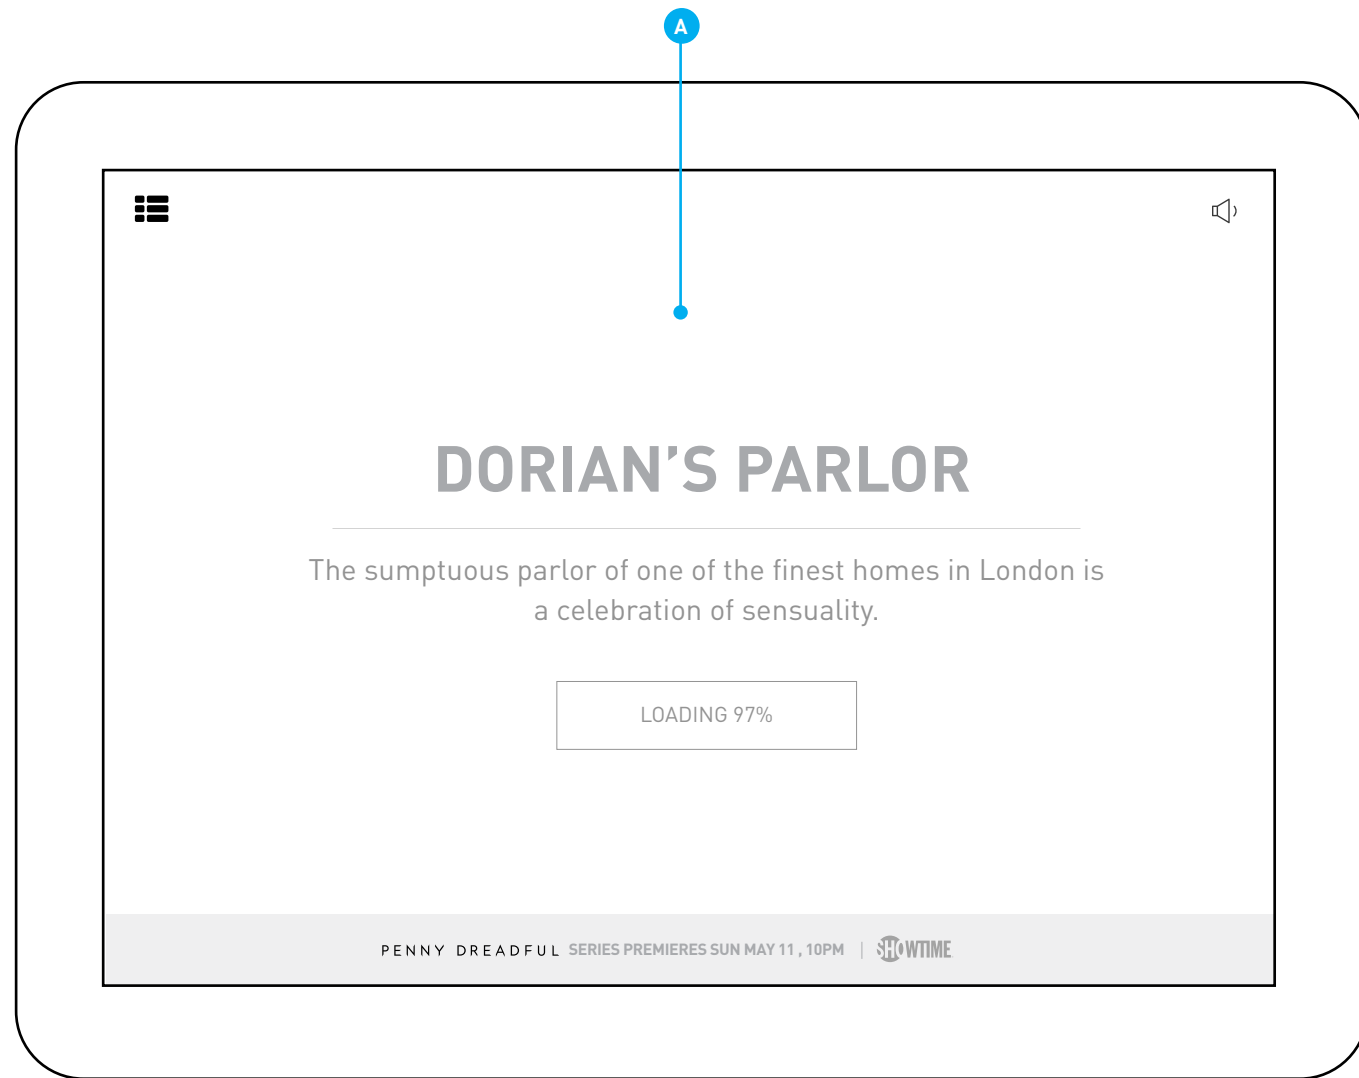 A
DORIAN'S PARLOR
The sumptuous parlor of one of the finest homes in London is
a celebration of sensuality.
LOADING 97%
PENNY DREADFUL SERIES PREMIERES SUN MAY 11 , 10PM | SHOWTIME